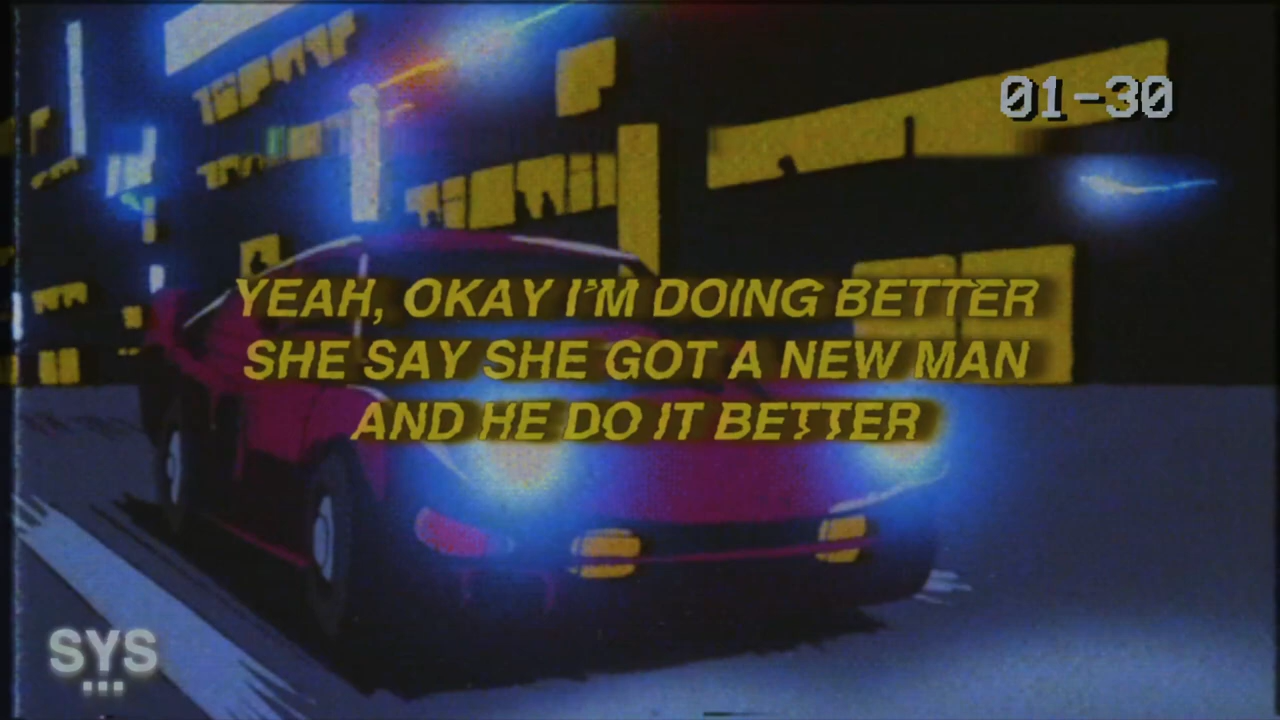 01-30
YEAH, OKAY I'M DOING BETTER
SHE SAY SHE GOT A NEW MAN
AND HE DO IT BETTER
SYS
...